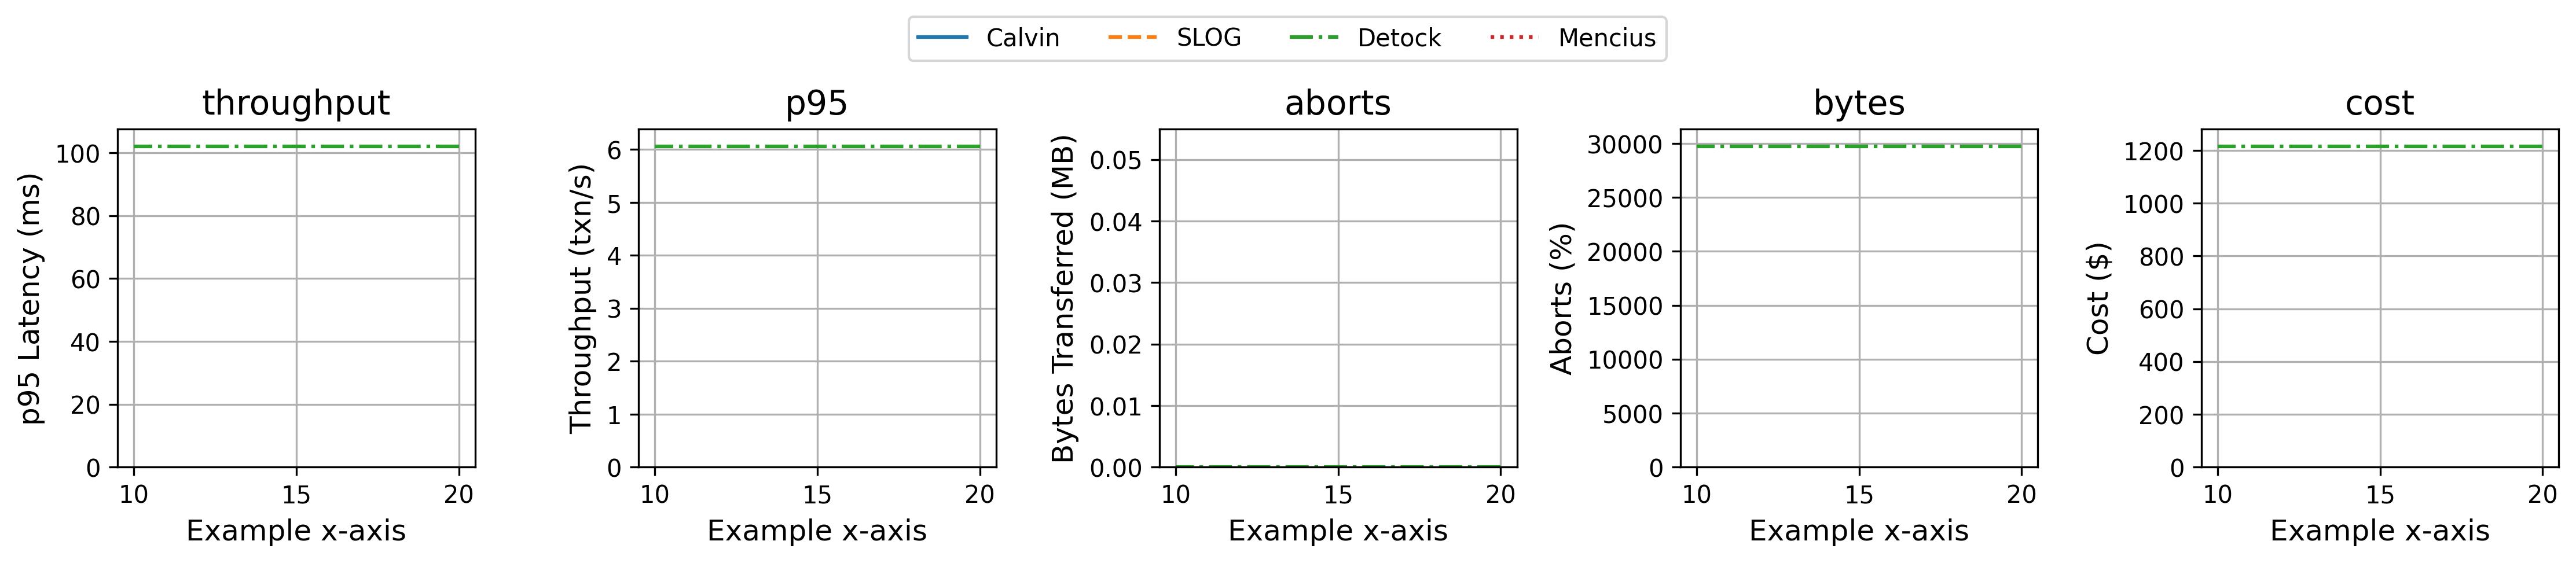 Calvin SLOG Detock Mencius
throughput
p95 Latency (ms)
100
80
60
40
20
0
10 15 20
Example x-axis
p95
Throughput (txn/s)
6
5
4
3
2
1
0
10 15 20
Example x-axis
aborts
Bytes Transferred (MB)
0.05
0.04
0.03
0.02
0.01
0.00
10 15 20
Example x-axis
bytes
Aborts (%)
30000
25000
20000
15000
10000
5000
0
10 15 20
Example x-axis
cost
Cost ($)
1200
1000
800
600
400
200
0
10 15 20
Example x-axis